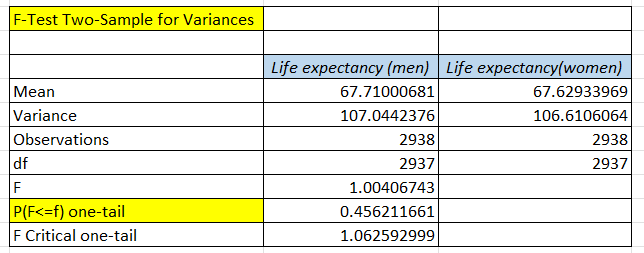 F-Test Two-Sample for Variances
Life expectancy (men) Life expectancy(women)
Mean 67.71000681 67.62933969
Variance 107.0442376 106.6106064
Observations 2938 2938
df 2937 2937
F 1.00406743
P(F<=f) one-tail 0.456211661
F Critical one-tail 1.062592999